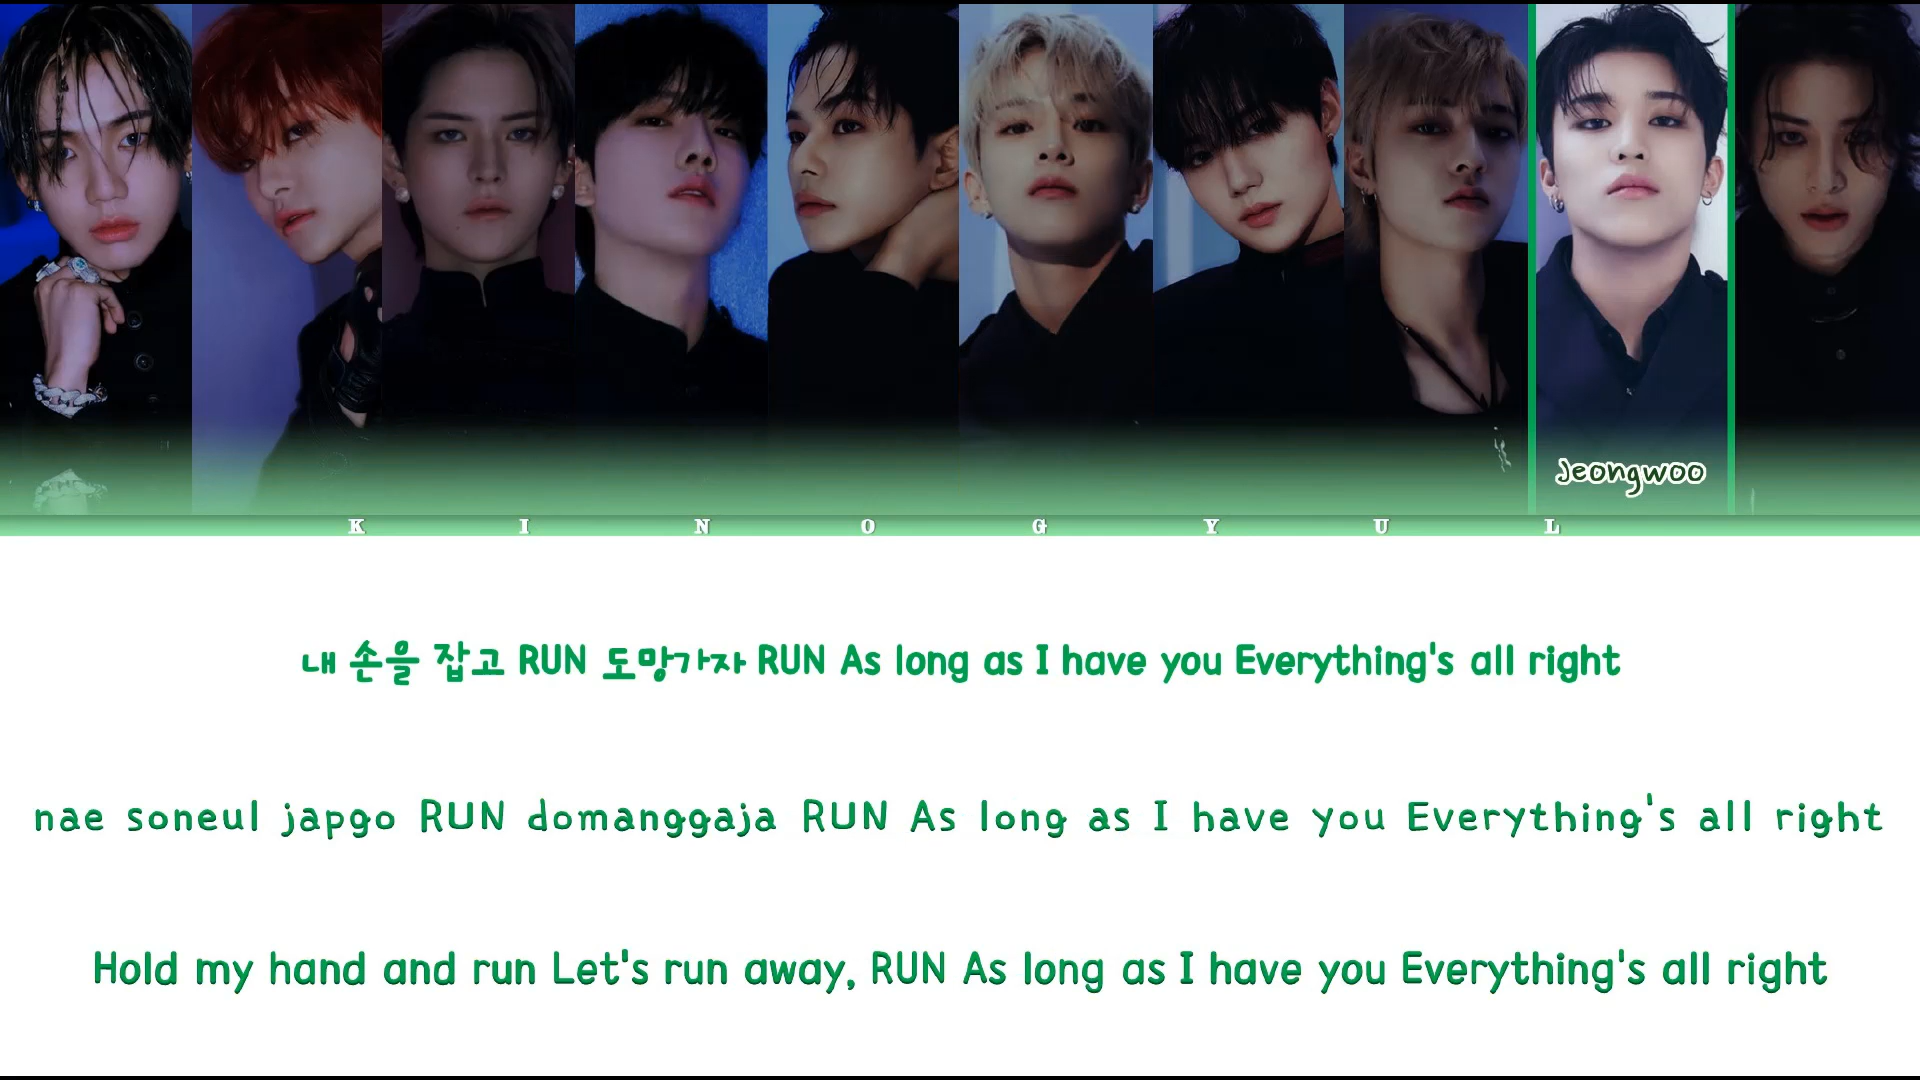 Jeongwoo
K I N O G Y U L
내 손을 잡고 RUN 도망가자 RUN As long as I have you Everything's all right
nae soneul japgo RUN domanggaja RUN As long as I have you Everything's all right
Hold my hand and run Let's run away, RUN As long as I have you Everything's all right